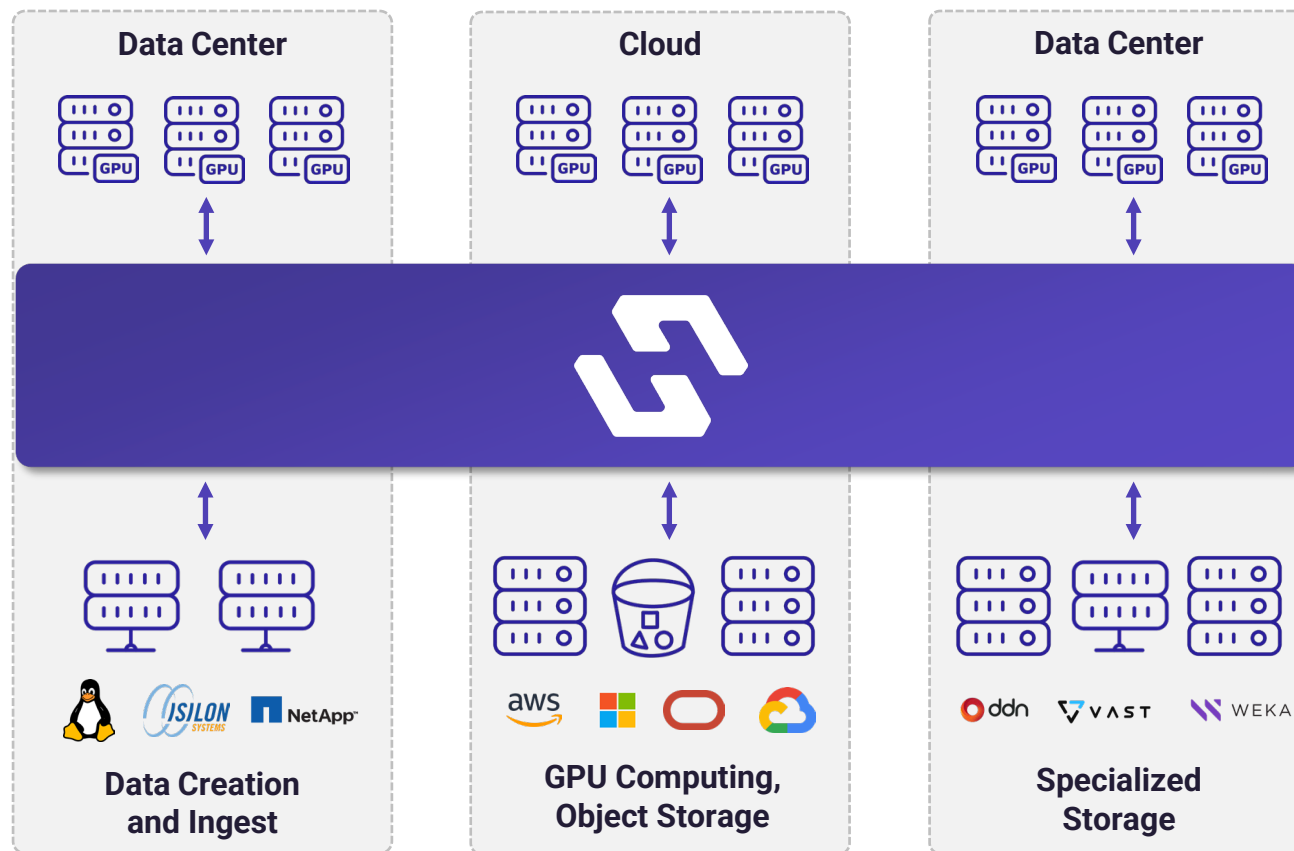 Data Center
GPU
GPU
GPU
Data Creation
and Ingest
ISILON
SYSTEMS
NetApp™
Cloud
GPU
GPU
GPU
aws
GPU Computing,
Object Storage
Data Center
GPU
GPU
GPU
ddn
VAST
WEKA
Specialized
Storage